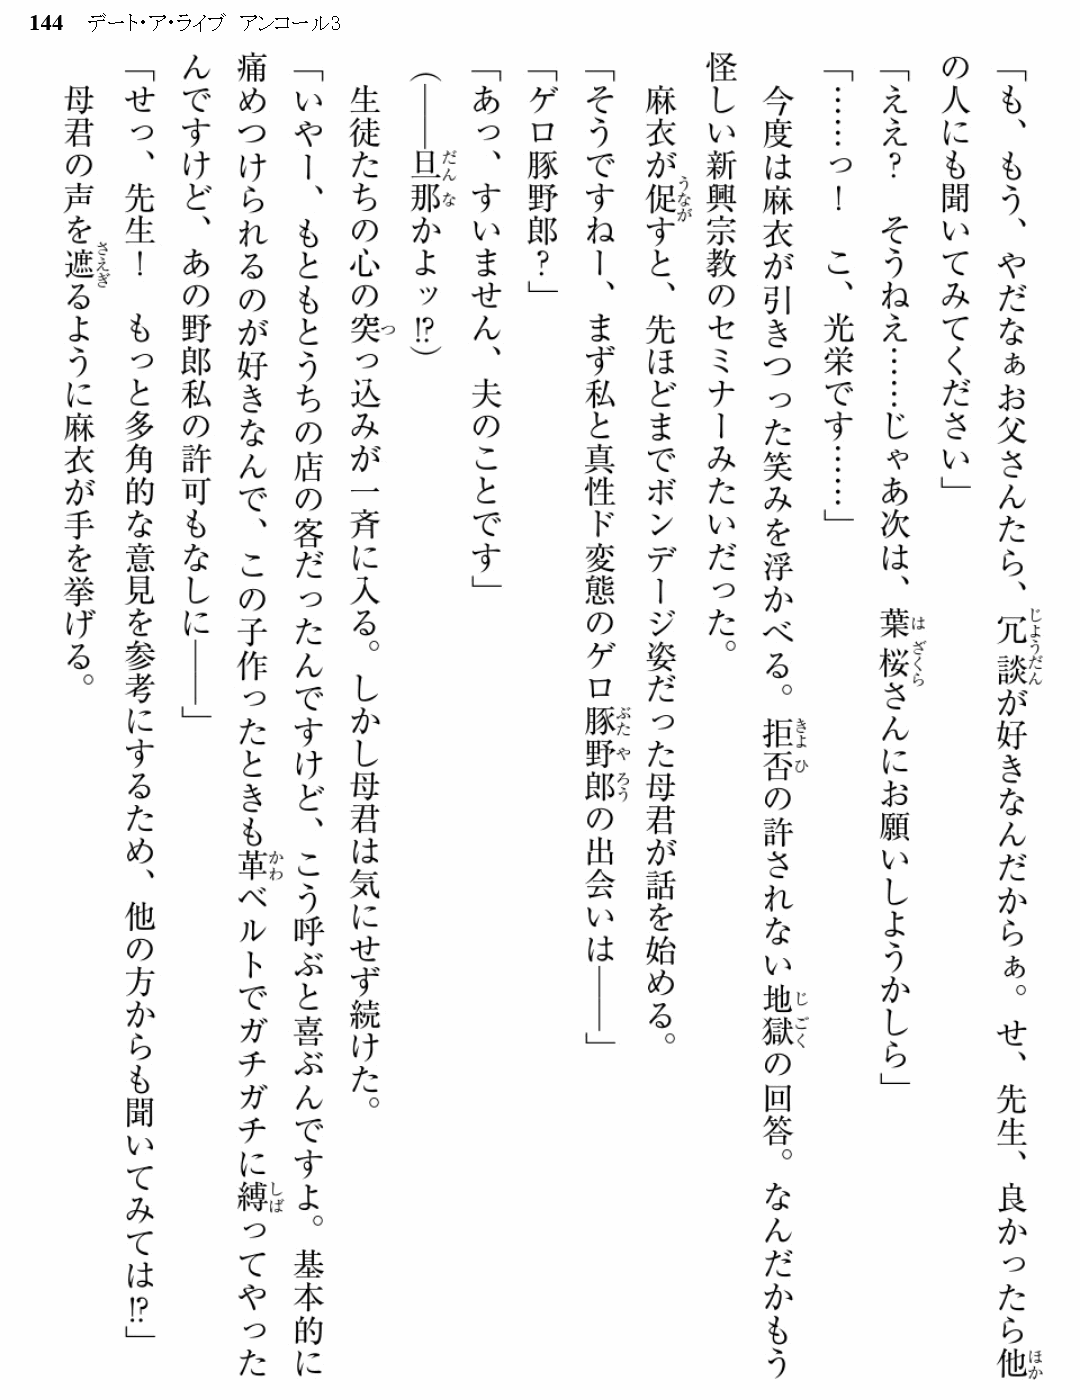 144 デート・ア・ライブ アンコール3
「も、もう、やだなぁお父さんたら、冗談が好きなんだからぁ。せ、先生、良かったら他
の人にも聞いてみてください」
「ええ? そうねえ……じゃあ次は、葉桜さんにお願いしようかしら」
「……っ! こ、光栄です……」
今度は麻衣が引きつった笑みを浮かべる。拒否の許されない地獄の回答。なんだかもう
怪しい新興宗教のセミナーみたいだった。
麻衣が促すと、先ほどまでボンデージ姿だった母君が話を始める。
「そうですねー、まず私と真性ド変態のゲロ豚野郎の出会いは――」
「ゲロ豚野郎?」
「あっ、すいません、夫のことです」
(――旦那かよッ!?)
生徒たちの心の突っ込みが一斉に入る。しかし母君は気にせず続けた。
「いやー、もともとうちの店の客だったんですけど、こう呼ぶと喜ぶんですよ。基本的に
痛めつけられるのが好きなんで、この子作ったときも革ベルトでガチガチに縛ってやった
んですけど、あの野郎私の許可もなしに――」
「せっ、先生! もっと多角的な意見を参考にするため、他の方からも聞いてみては!?」
母君の声を遮るように麻衣が手を挙げる。